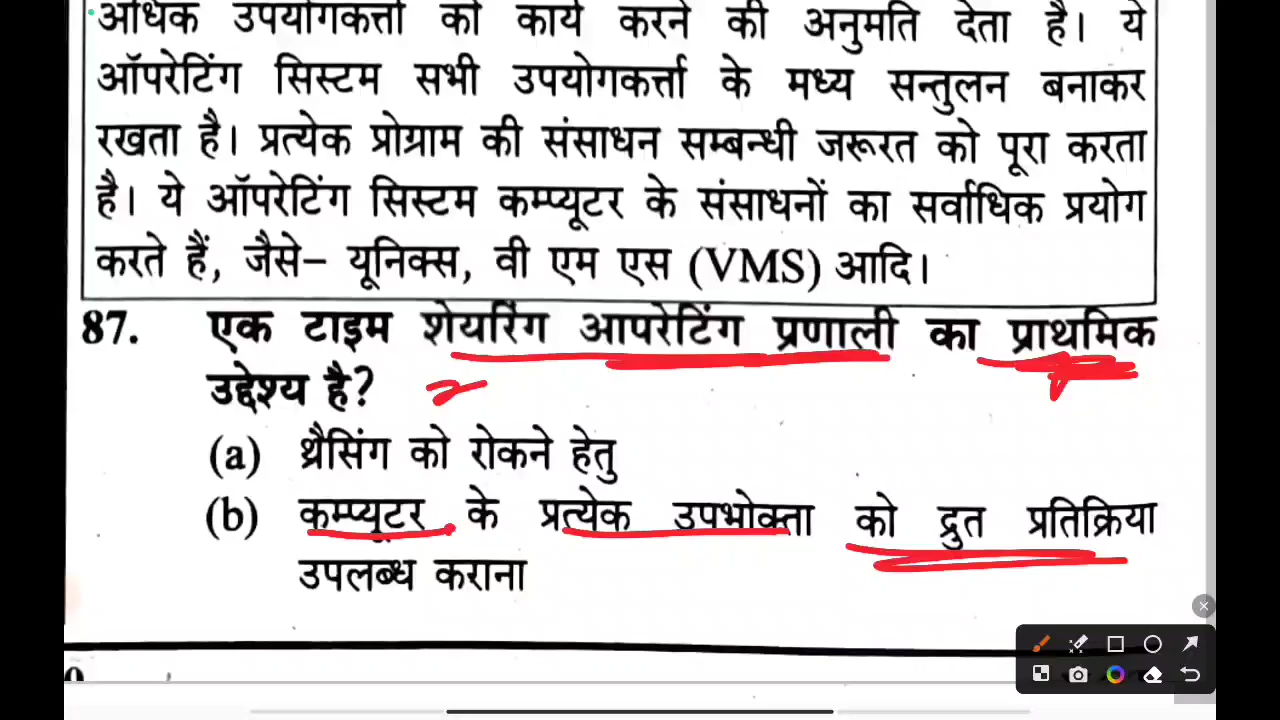 अधिक उपयोगकर्त्ता को कार्य करने की अनुमति देता है। ये
ऑपरेटिंग सिस्टम सभी उपयोगकर्त्ता के मध्य सन्तुलन बनाकर
रखता है। प्रत्येक प्रोग्राम की संसाधन सम्बन्धी जरूरत को पूरा करता
है। ये ऑपरेटिंग सिस्टम कम्प्यूटर के संसाधनों का सर्वाधिक प्रयोग
करते हैं, जैसे– यूनिक्स, वी एम एस (VMS) आदि।
87. एक टाइम शेयरिंग आपरेटिंग प्रणाली का प्राथमिक
उद्देश्य है?
(a) थ्रैसिंग को रोकने हेतु
(b) कम्प्यूटर के प्रत्येक उपभोक्ता को द्रुत प्रतिक्रिया
उपलब्ध कराना